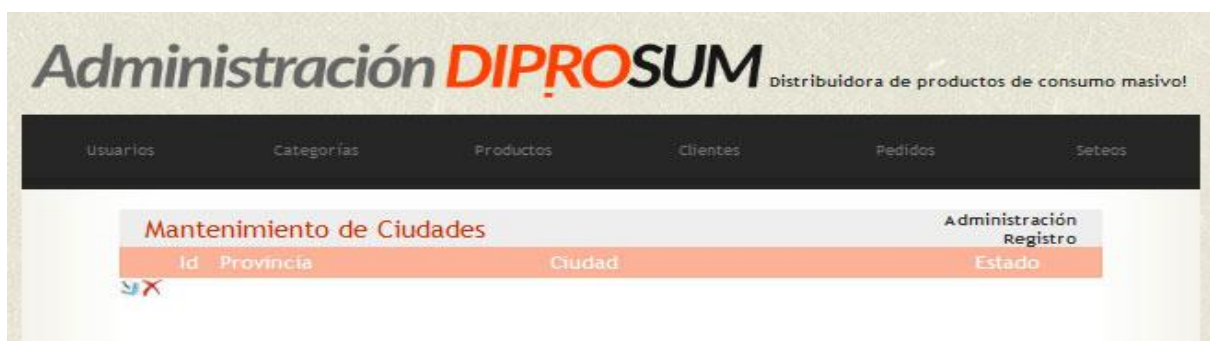 Administración DIPROSUM Distribuidora de productos de consumo masivo!
Usuarios Categorías Productos Clientes Pedidos Seteos
Mantenimiento de Ciudades
Administración
Registro
Id Provincía Ciudad Estado